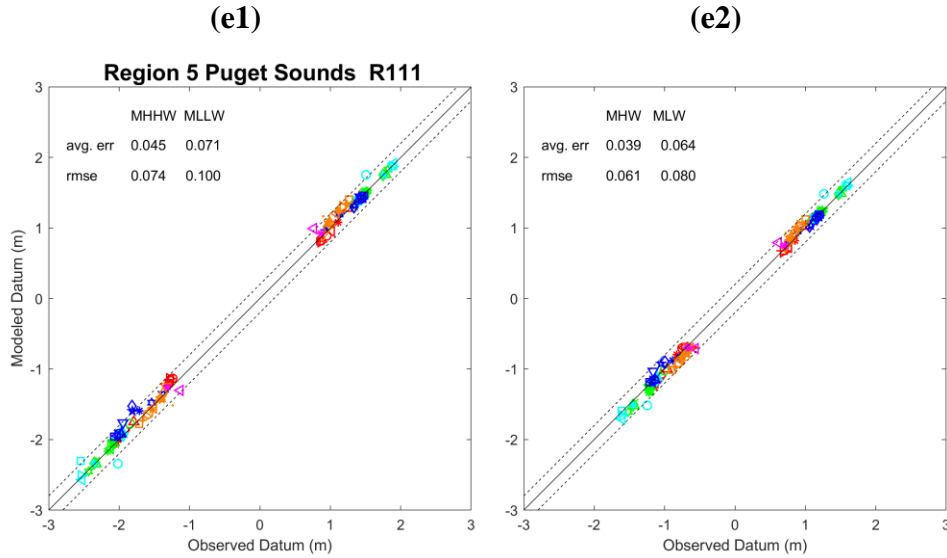 (e1)
(e2)
Region 5 Puget Sounds R111
MHHW MLLW
avg. err 0.045 0.071
rmse 0.074 0.100
3
2
1
0
-1
-2
-3
-3 -2 -1 0 1 2 3
Modeled Datum (m)
Observed Datum (m)
MHW MLW
avg. err 0.039 0.064
rmse 0.061 0.080
3
2
1
0
-1
-2
-3
-3 -2 -1 0 1 2 3
Observed Datum (m)